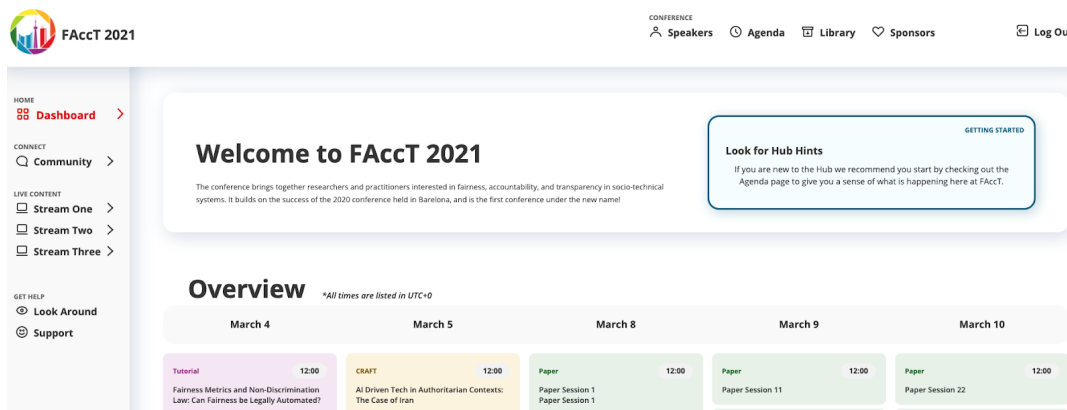 FAccT 2021
CONFERENCE
Speakers
Agenda
Library
Sponsors
Log Ou
HOME
Dashboard
CONNECT
Community
LIVE CONTENT
Stream One
Stream Two
Stream Three
GET HELP
Look Around
Support
Welcome to FAccT 2021
The conference brings together researchers and practitioners interested in fairness, accountability, and transparency in socio-technical
systems. It builds on the success of the 2020 conference held in Barelona, and is the first conference under the new name!
GETTING STARTED
Look for Hub Hints
If you are new to the Hub we recommend you start by checking out the
Agenda page to give you a sense of what is happening here at FAccT.
Overview
*All times are listed in UTC+0
March 4
March 5
March 8
March 9
March 10
Tutorial
12:00
Fairness Metrics and Non-Discrimination
Law: Can Fairness be Legally Automated?
CRAFT
12:00
AI Driven Tech in Authoritarian Contexts:
The Case of Iran
Paper
12:00
Paper Session 1
Paper Session 1
Paper
12:00
Paper Session 11
Paper
12:00
Paper Session 22